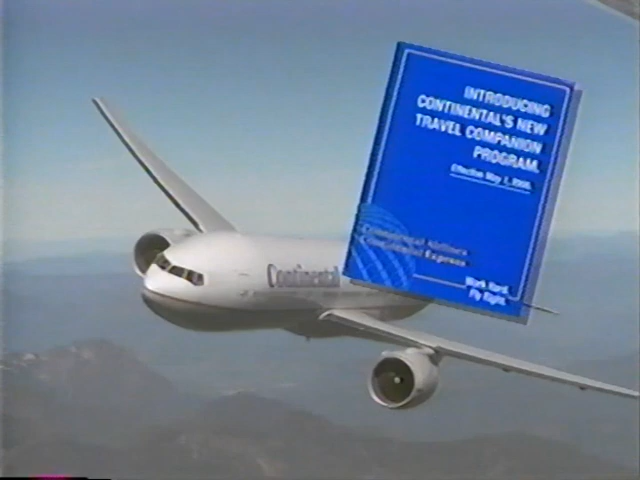 INTRODUCING
CONTINENTAL'S NEW
TRAVEL COMPANION
PROGRAM.
Effective May 1,
Continental
Continental Airlines
Continental Express
Work Hard.
Fly Right.